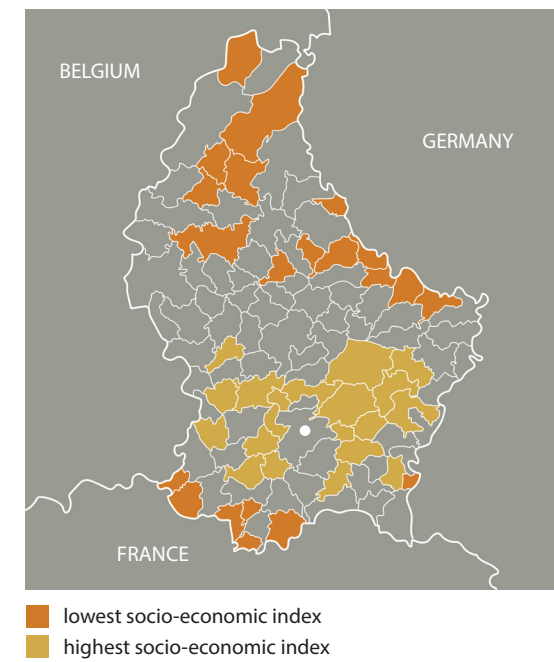 BELGIUM
GERMANY
FRANCE
lowest socio-economic index
highest socio-economic index